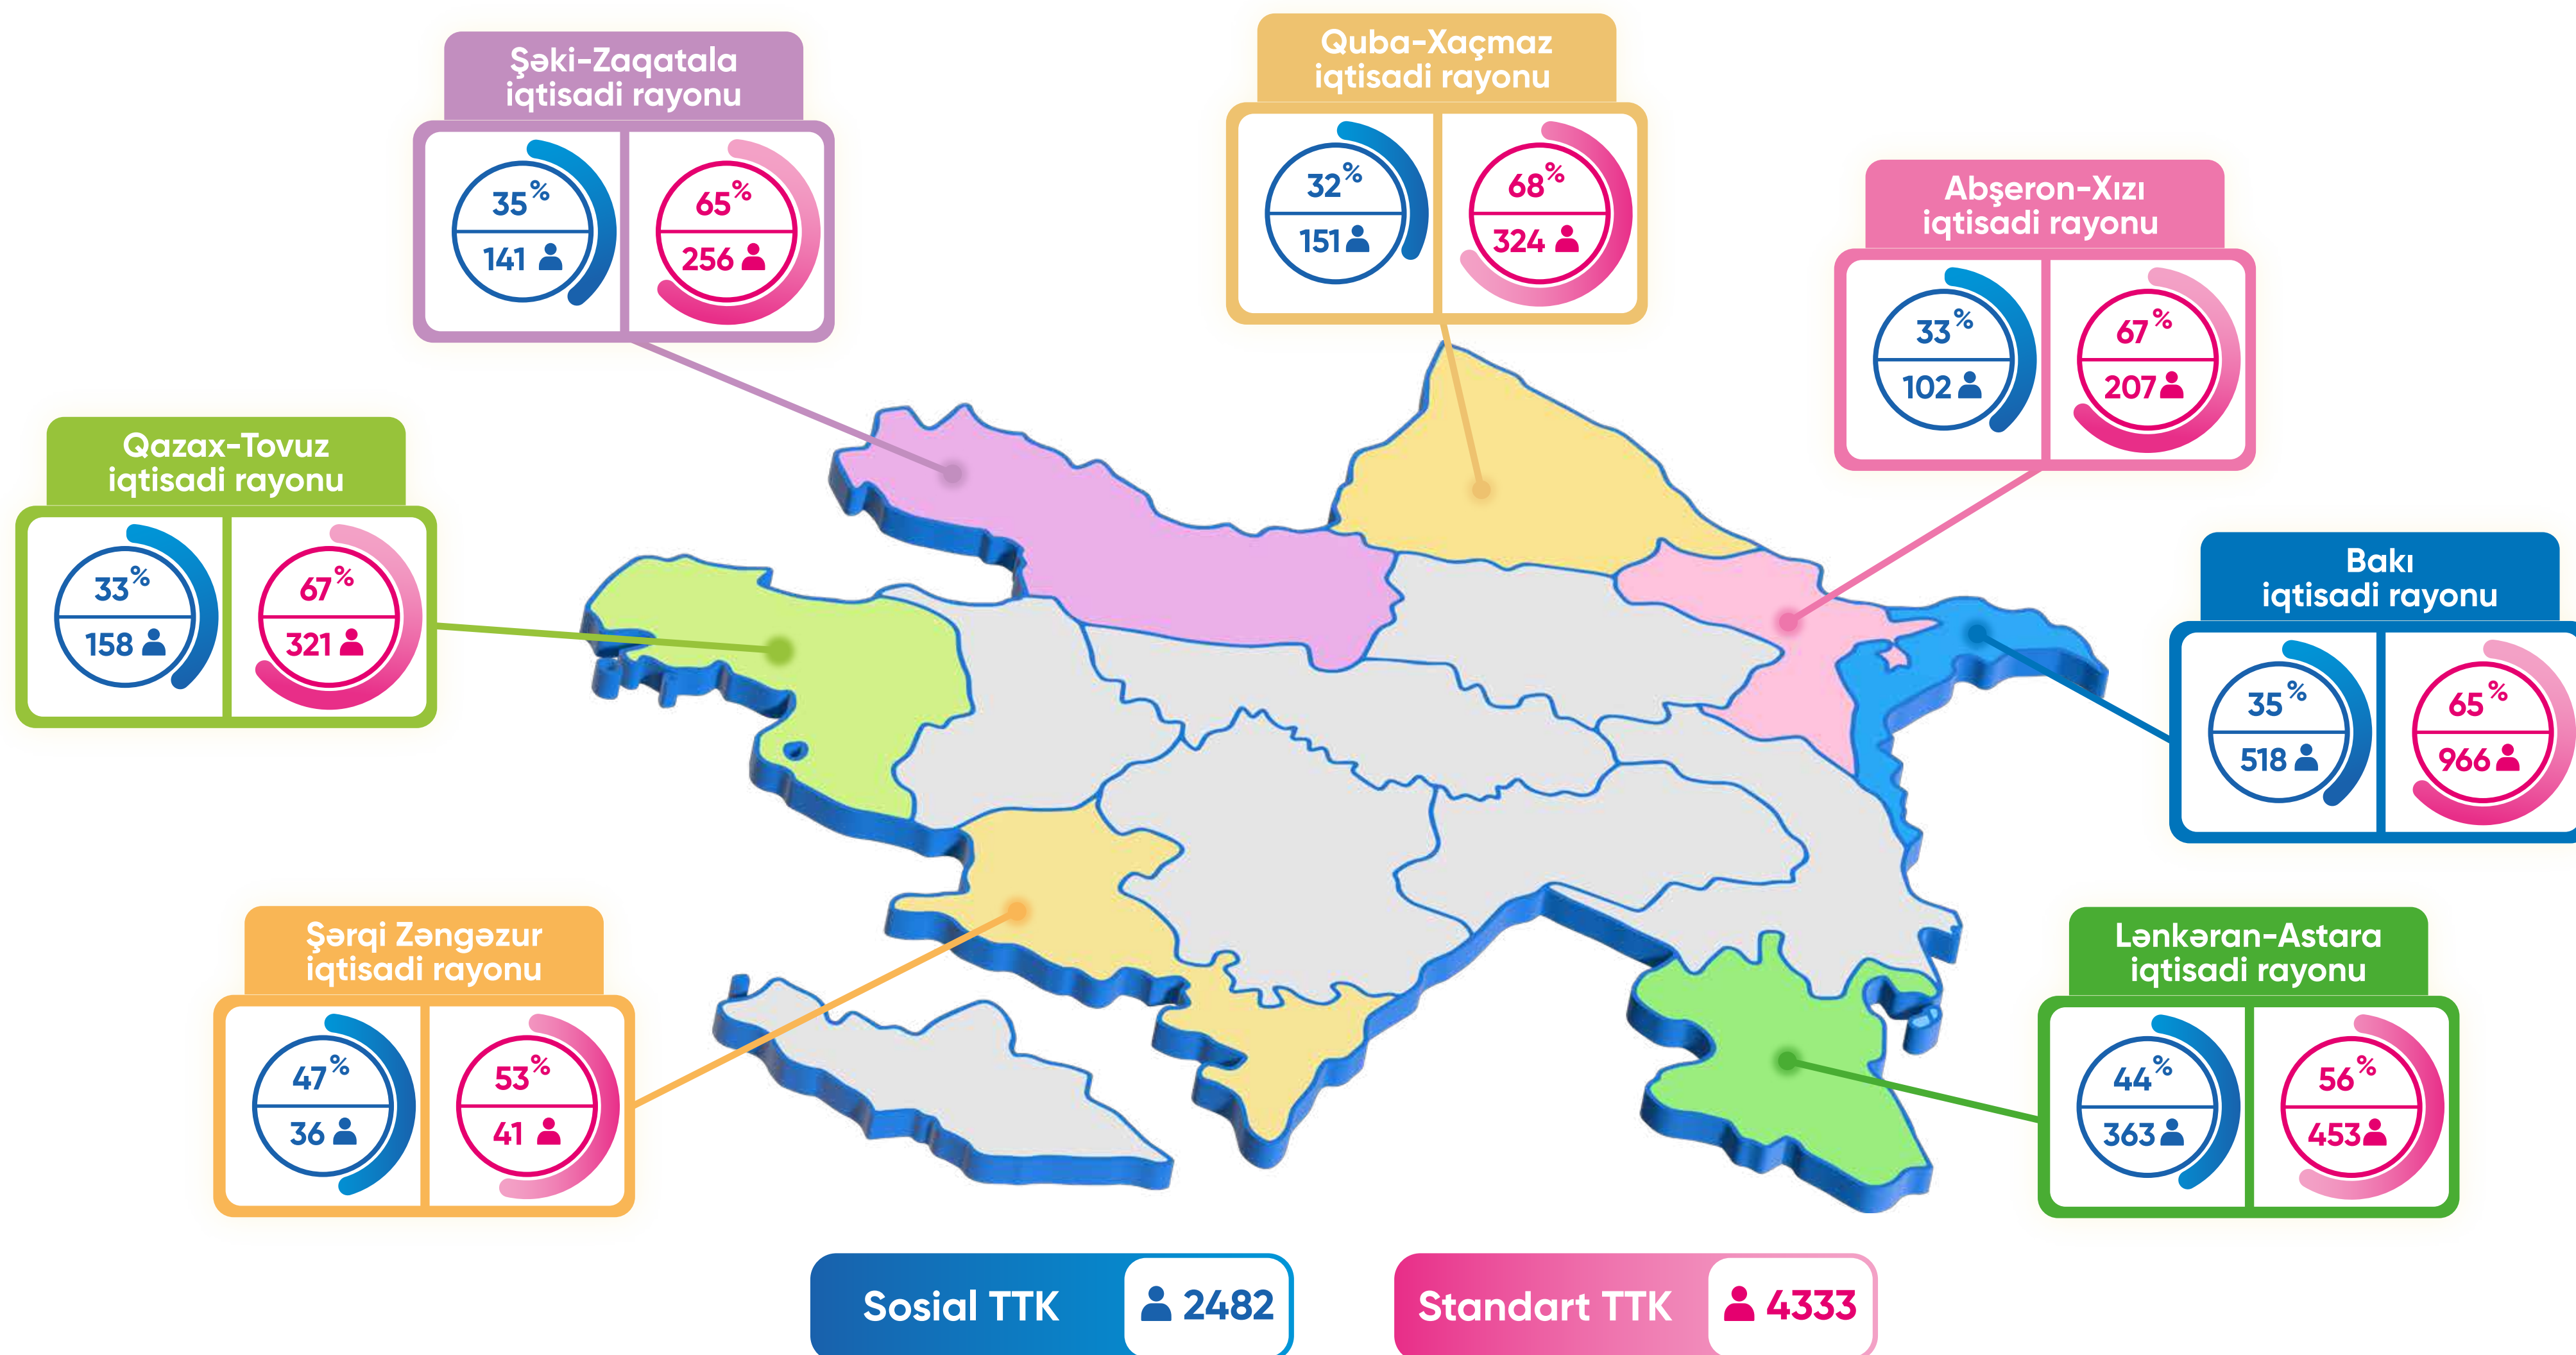 Şəki-Zaqatala
iqtisadi rayonu
35%
141
65%
256
Quba-Xaçmaz
iqtisadi rayonu
32%
151
68%
324
Abşeron-Xızı
iqtisadi rayonu
33%
102
67%
207
Qazax-Tovuz
iqtisadi rayonu
33%
158
67%
321
Bakı
iqtisadi rayonu
35%
518
65%
966
Şərqi Zəngəzur
iqtisadi rayonu
47%
36
53%
41
Lənkəran-Astara
iqtisadi rayonu
44%
363
56%
453
Sosial TTK 2482
Standart TTK 4333